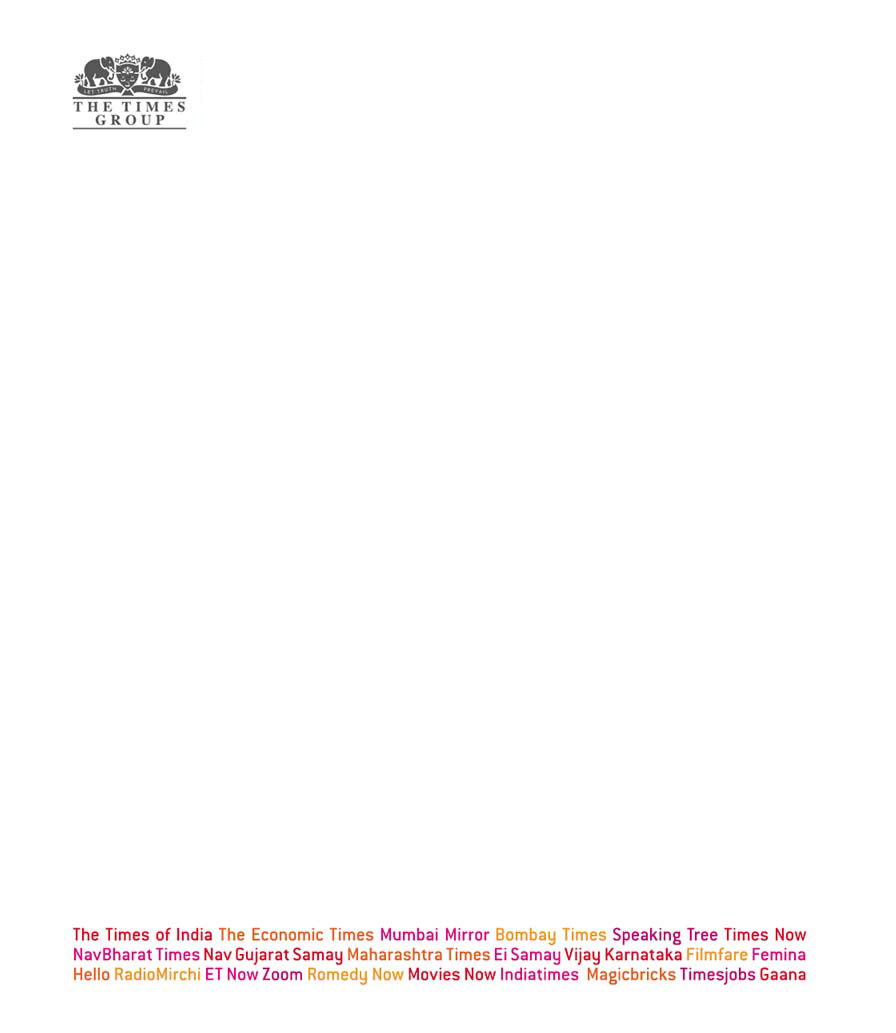 LET TRUTH PREVAIL
THE TIMES
GROUP
The Times of India The Economic Times Mumbai Mirror Bombay Times Speaking Tree Times Now
NavBharat Times Nav Gujarat Samay Maharashtra Times Ei Samay Vijay Karnataka Filmfare Femina
Hello RadioMirchi ET Now Zoom Romedy Now Movies Now Indiatimes Magicbricks Timesjobs Gaana